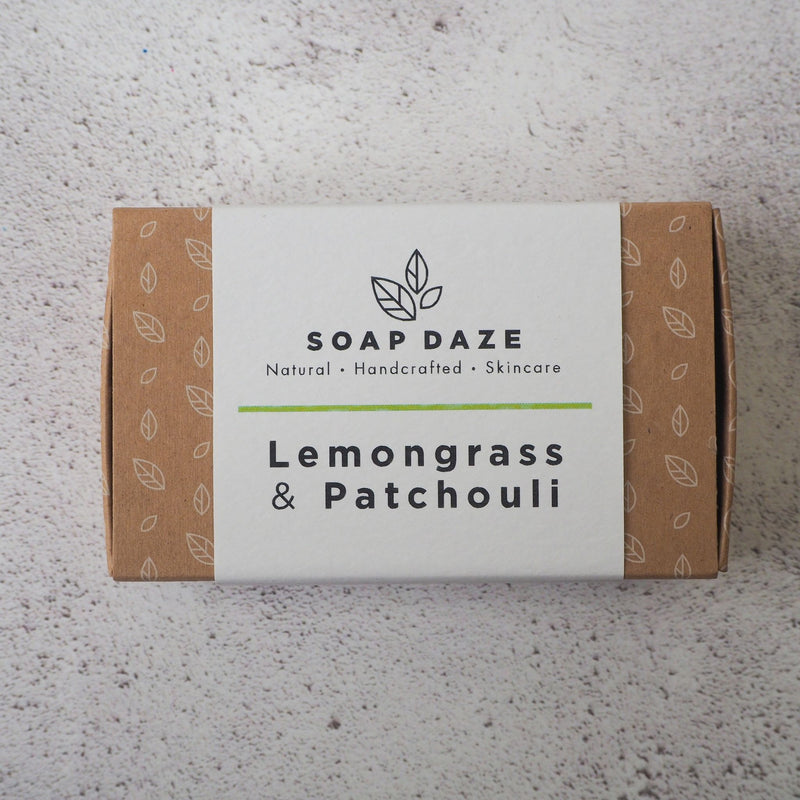 SOAP DAZE
Natural • Handcrafted • Skincare
Lemongrass
& Patchouli